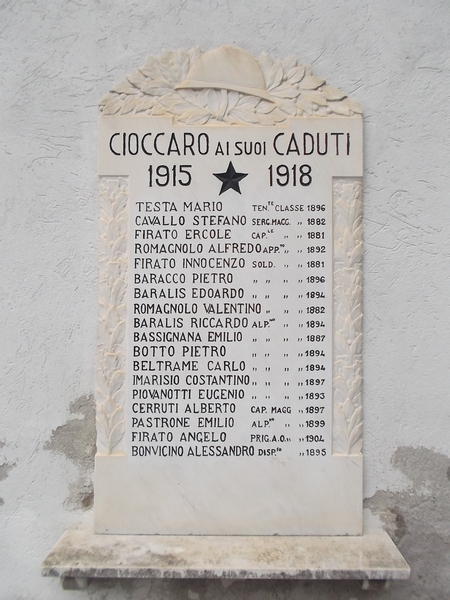 CIOCCARO AI SUOI CADUTI
1915 ★ 1918
TESTA MARIO TEN.TE CLASSE 1896
CAVALLO STEFANO SERG.MAGG. „ 1882
FIRATO ERCOLE CAP.LE „ „ 1881
ROMAGNOLO ALFREDO APP.TO „ „ 1892
FIRATO INNOCENZO SOLD. „ „ 1881
BARACCO PIETRO „ „ „ 1896
BARALIS EDOARDO „ „ „ 1894
ROMAGNOLO VALENTINO „ „ 1882
BARALIS RICCARDO ALP.NO „ „ 1894
BASSIGNANA EMILIO „ „ „ 1887
BOTTO PIETRO „ „ „ 1894
BELTRAME CARLO „ „ „ 1894
IMARISIO COSTANTINO „ „ „ 1897
PIOVANOTTI EUGENIO „ „ „ 1893
CERRUTI ALBERTO CAP. MAGG „ 1897
PASTRONE EMILIO ALP.NO „ „ 1899
FIRATO ANGELO PRIG.A.O. „ „ 1904
BONVICINO ALESSANDRO DISP.SO „ 1895